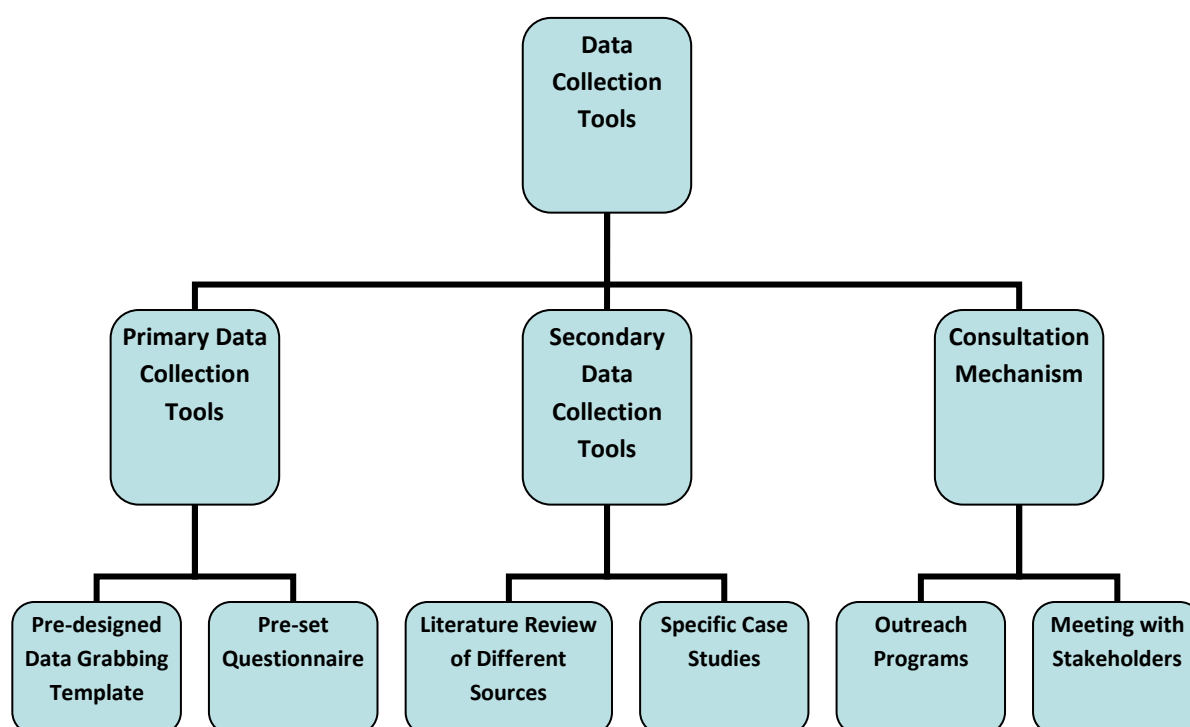 Data
Collection
Tools
Primary Data
Collection
Tools
Secondary
Data
Collection
Tools
Consultation
Mechanism
Pre-designed
Data Grabbing
Template
Pre-set
Questionnaire
Literature Review
of Different
Sources
Specific Case
Studies
Outreach
Programs
Meeting with
Stakeholders